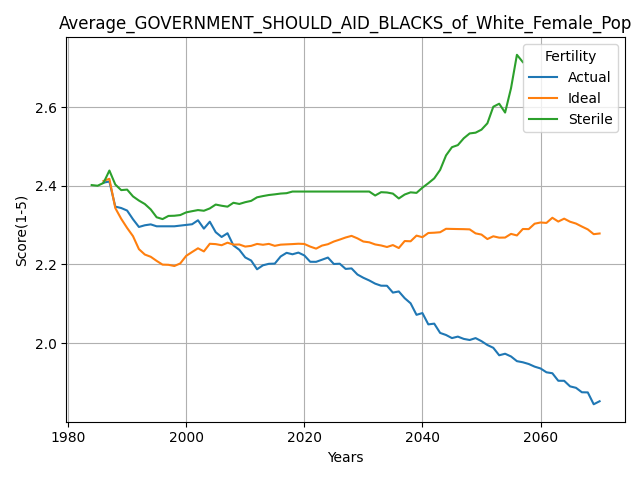 Average_GOVERNMENT_SHOULD_AID_BLACKS_of_White_Female_Pop
Score(1-5)
2.6
2.4
2.2
2.0
Fertility
Actual
Ideal
Sterile
1980
2000
2020
2040
2060
Years